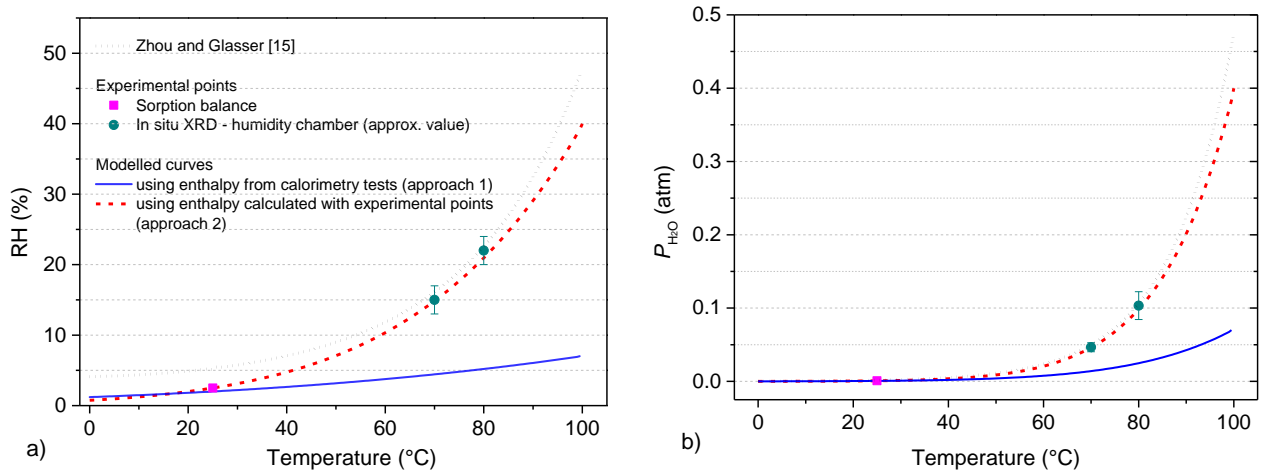 50
40
30
20
10
0
RH (%)
Zhou and Glasser [15]
Experimental points
Sorption balance
In situ XRD - humidity chamber (approx. value)
Modelled curves
using enthalpy from calorimetry tests (approach 1)
using enthalpy calculated with experimental points
(approach 2)
0 20 40 60 80 100
Temperature (°C)
a)
0.5
0.4
0.3
0.2
0.1
0.0
P H2O (atm)
0 20 40 60 80 100
Temperature (°C)
b)